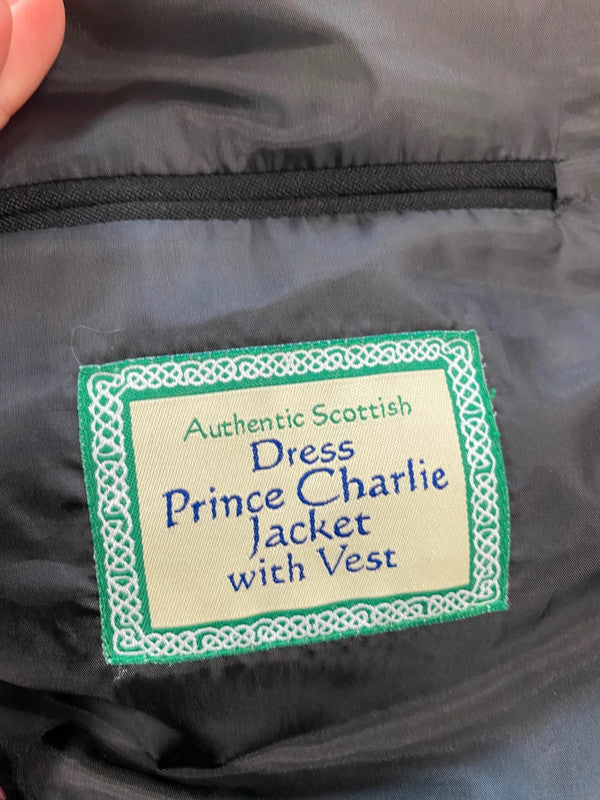 Authentic Scottish
Dress
Prince Charlie
Jacket
with Vest